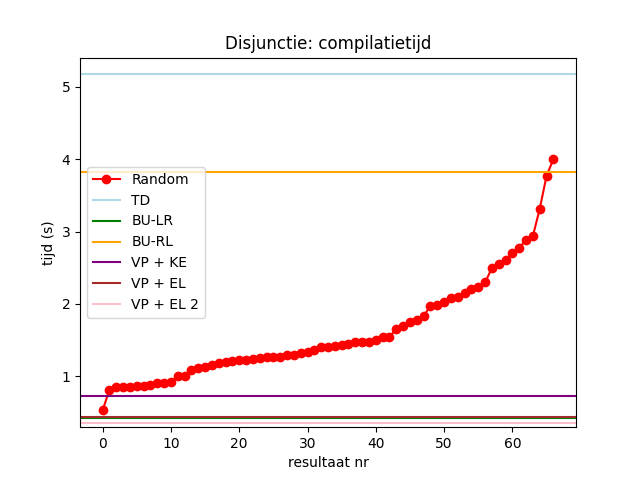 Disjunctie: compilatietijd
tijd (s)
5
4
3
2
1
Random
TD
BU-LR
BU-RL
VP + KE
VP + EL
VP + EL 2
0 10 20 30 40 50 60
resultaat nr